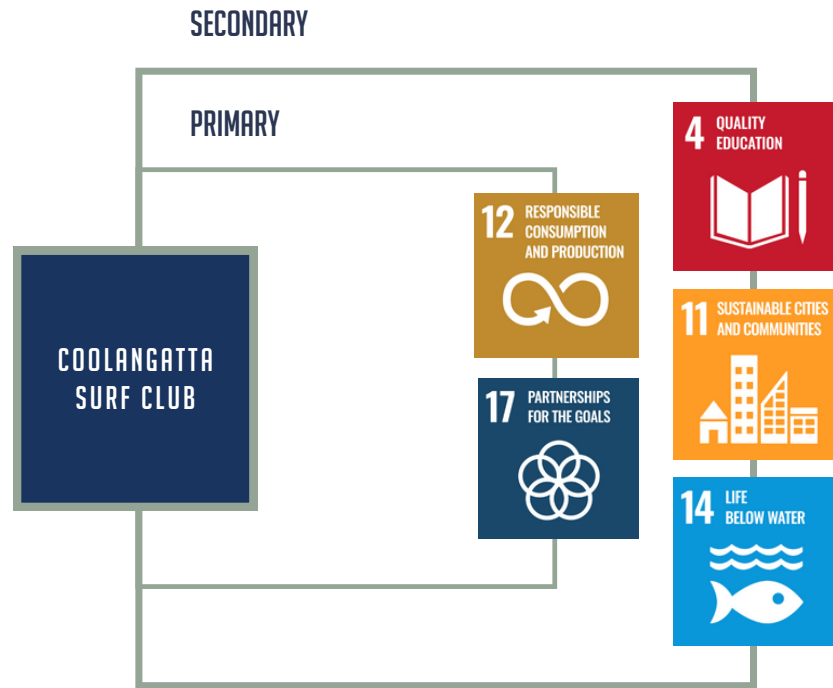 SECONDARY
PRIMARY
COOLANGATTA
SURF CLUB
12 RESPONSIBLE
CONSUMPTION
AND PRODUCTION
17 PARTNERSHIPS
FOR THE GOALS
4 QUALITY
EDUCATION
11 SUSTAINABLE CITIES
AND COMMUNITIES
14 LIFE
BELOW WATER